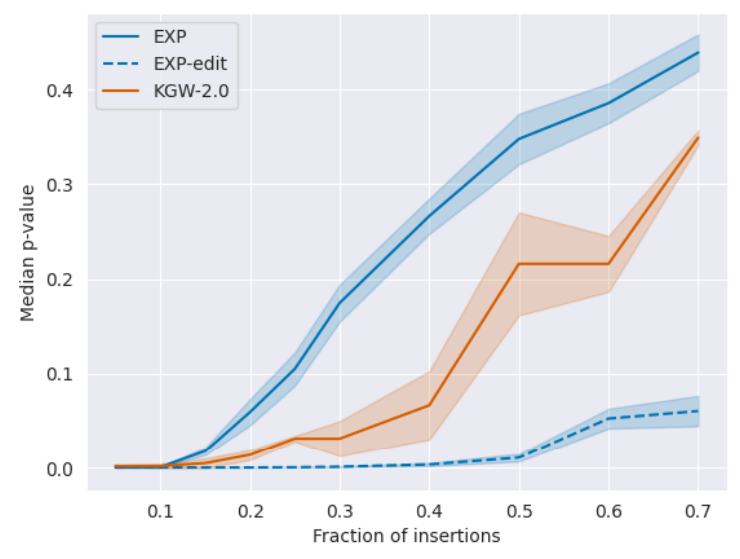 EXP
EXP-edit
KGW-2.0
Median p-value
0.4
0.3
0.2
0.1
0.0
0.1 0.2 0.3 0.4 0.5 0.6 0.7
Fraction of insertions